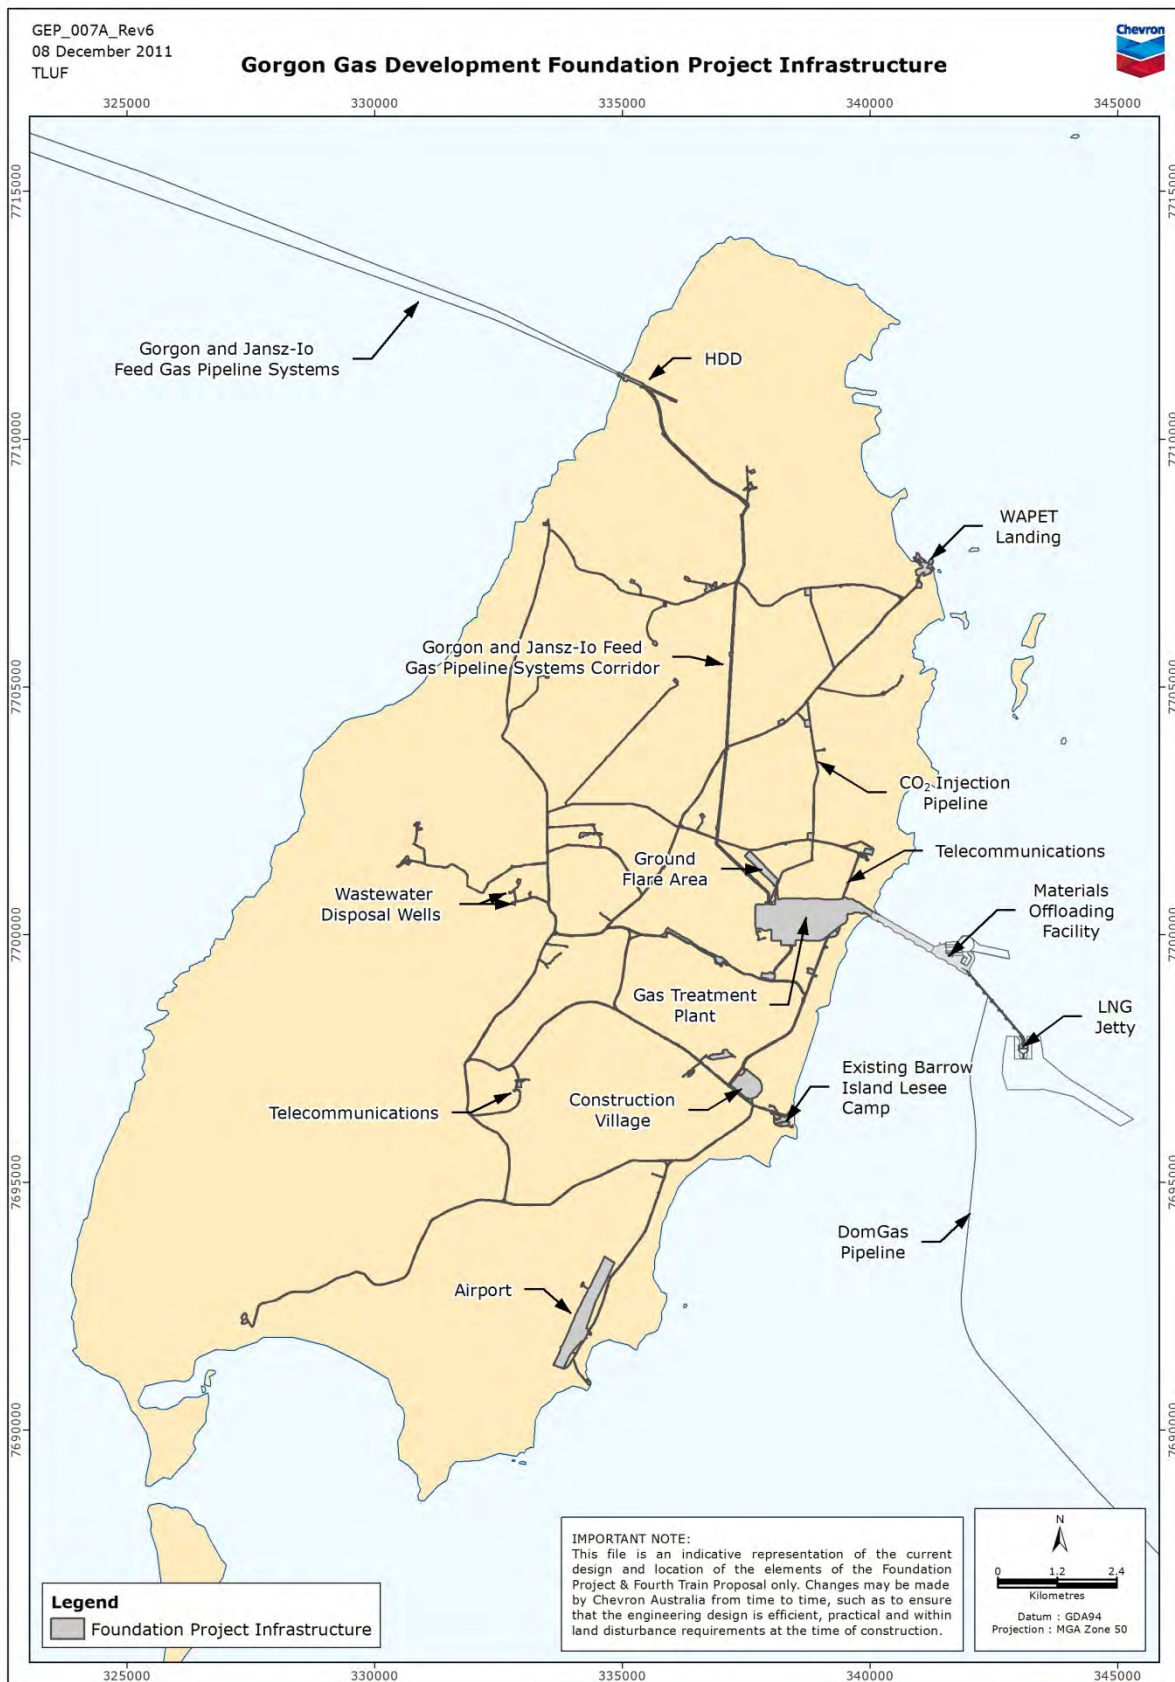 GEP_007A_Rev6
08 December 2011
TLUF
Gorgon Gas Development Foundation Project Infrastructure
Chevron
325000
330000
335000
340000
345000
7715000
7715000
Gorgon and Jansz-Io
Feed Gas Pipeline Systems
HDD
7710000
7710000
WAPET
Landing
Gorgon and Jansz-Io Feed
Gas Pipeline Systems Corridor
7705000
7705000
CO₂ Injection
Pipeline
Ground
Flare Area
Telecommunications
Wastewater
Disposal Wells
Materials
Offloading
Facility
7700000
7700000
Gas Treatment
Plant
LNG
Jetty
Existing Barrow
Island Lesee
Camp
Telecommunications
Construction
Village
7695000
7695000
DomGas
Pipeline
Airport
7690000
7690000
IMPORTANT NOTE:
This file is an indicative representation of the current
design and location of the elements of the Foundation
Project & Fourth Train Proposal only. Changes may be made
by Chevron Australia from time to time, such as to ensure
that the engineering design is efficient, practical and within
land disturbance requirements at the time of construction.
N
0 1.2 2.4
Kilometres
Datum : GDA94
Projection : MGA Zone 50
Legend
Foundation Project Infrastructure
325000
330000
335000
340000
345000